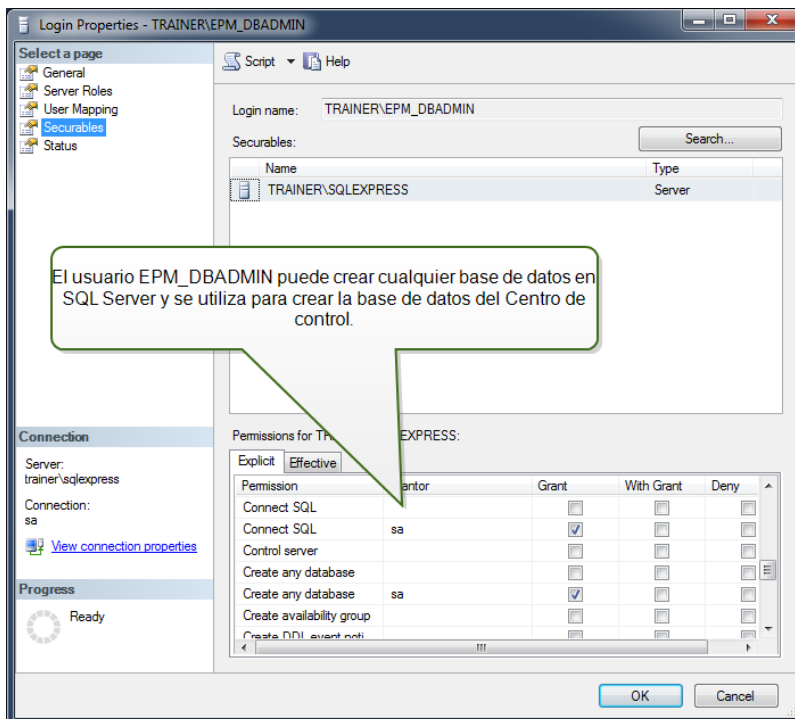 Login Properties - TRAINER\EPM_DBADMIN
Select a page
General
Server Roles
User Mapping
Securables
Status
Script Help
Login name: TRAINER\EPM_DBADMIN
Securables: Search...
Name Type
TRAINER\SQLEXPRESS Server
El usuario EPM_DBADMIN puede crear cualquier base de datos en
SQL Server y se utiliza para crear la base de datos del Centro de
control.
Connection
Server:
trainer\sqlexpress
Connection:
sa
View connection properties
Progress
Ready
Permissions for EXPRESS:
Explicit Effective
Permission Grant With Grant Deny
Connect SQL
Connect SQL sa
Control server
Create any database
Create any database sa
Create availability group
Create DDL event noti
OK Cancel